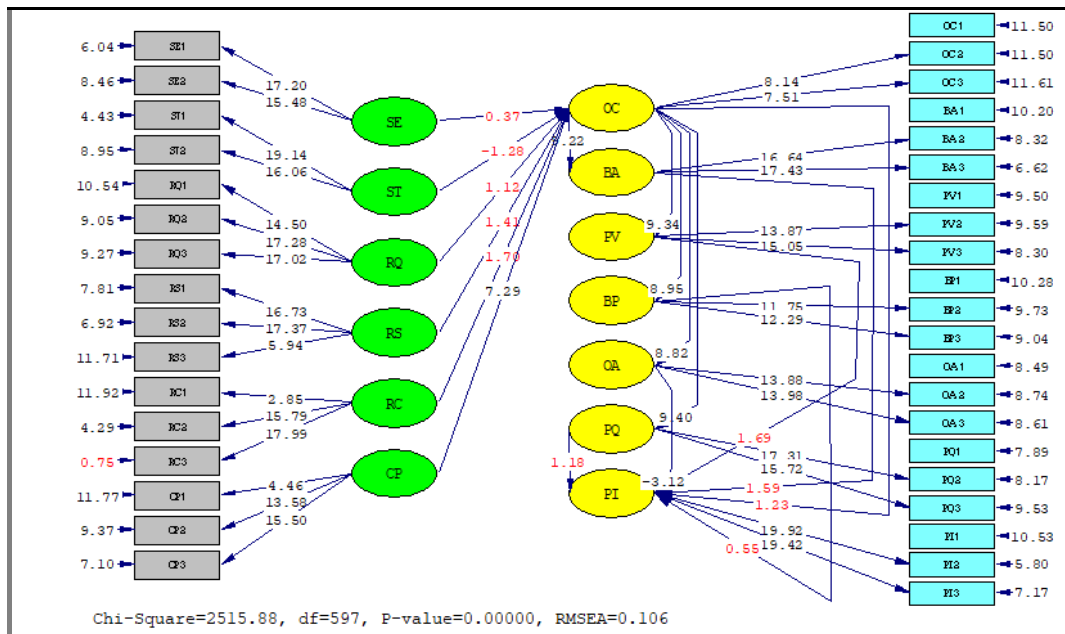 6.04 SE1
8.46 SE2
4.43 ST1
8.95 ST2
10.54 RQ1
9.05 RQ2
9.27 RQ3
7.81 RS1
6.92 RS2
11.71 RS3
11.92 RC1
4.29 RC2
0.75 RC3
11.77 CP1
9.37 CP2
7.10 CP3
17.20
15.48
19.14
16.06
14.50
17.28
17.02
16.73
17.37
5.94
2.85
15.79
17.99
4.46
13.58
15.50
SE
ST
RQ
RS
RC
CP
0.37
-1.28
1.12
1.41
1.70
7.29
OC
BA
PV
BP
OA
PQ
PI
9.34
8.95
8.82
9.40
1.18
-3.12
8.14
7.51
16.64
17.43
13.87
15.05
11.75
12.29
13.88
13.98
1.69
17.31
15.72
1.59
1.23
19.92
0.55
19.42
OC1 11.50
OC2 11.50
OC3 11.61
BA1 10.20
BA2 8.32
BA3 6.62
PV1 9.50
PV2 9.59
PV3 8.30
BP1 10.28
BP2 9.73
BP3 9.04
OA1 8.49
OA2 8.74
OA3 8.61
PQ1 7.89
PQ2 8.17
PQ3 9.53
PI1 10.53
PI2 5.80
PI3 7.17
Chi-Square=2515.88, df=597, P-value=0.00000, RMSEA=0.106